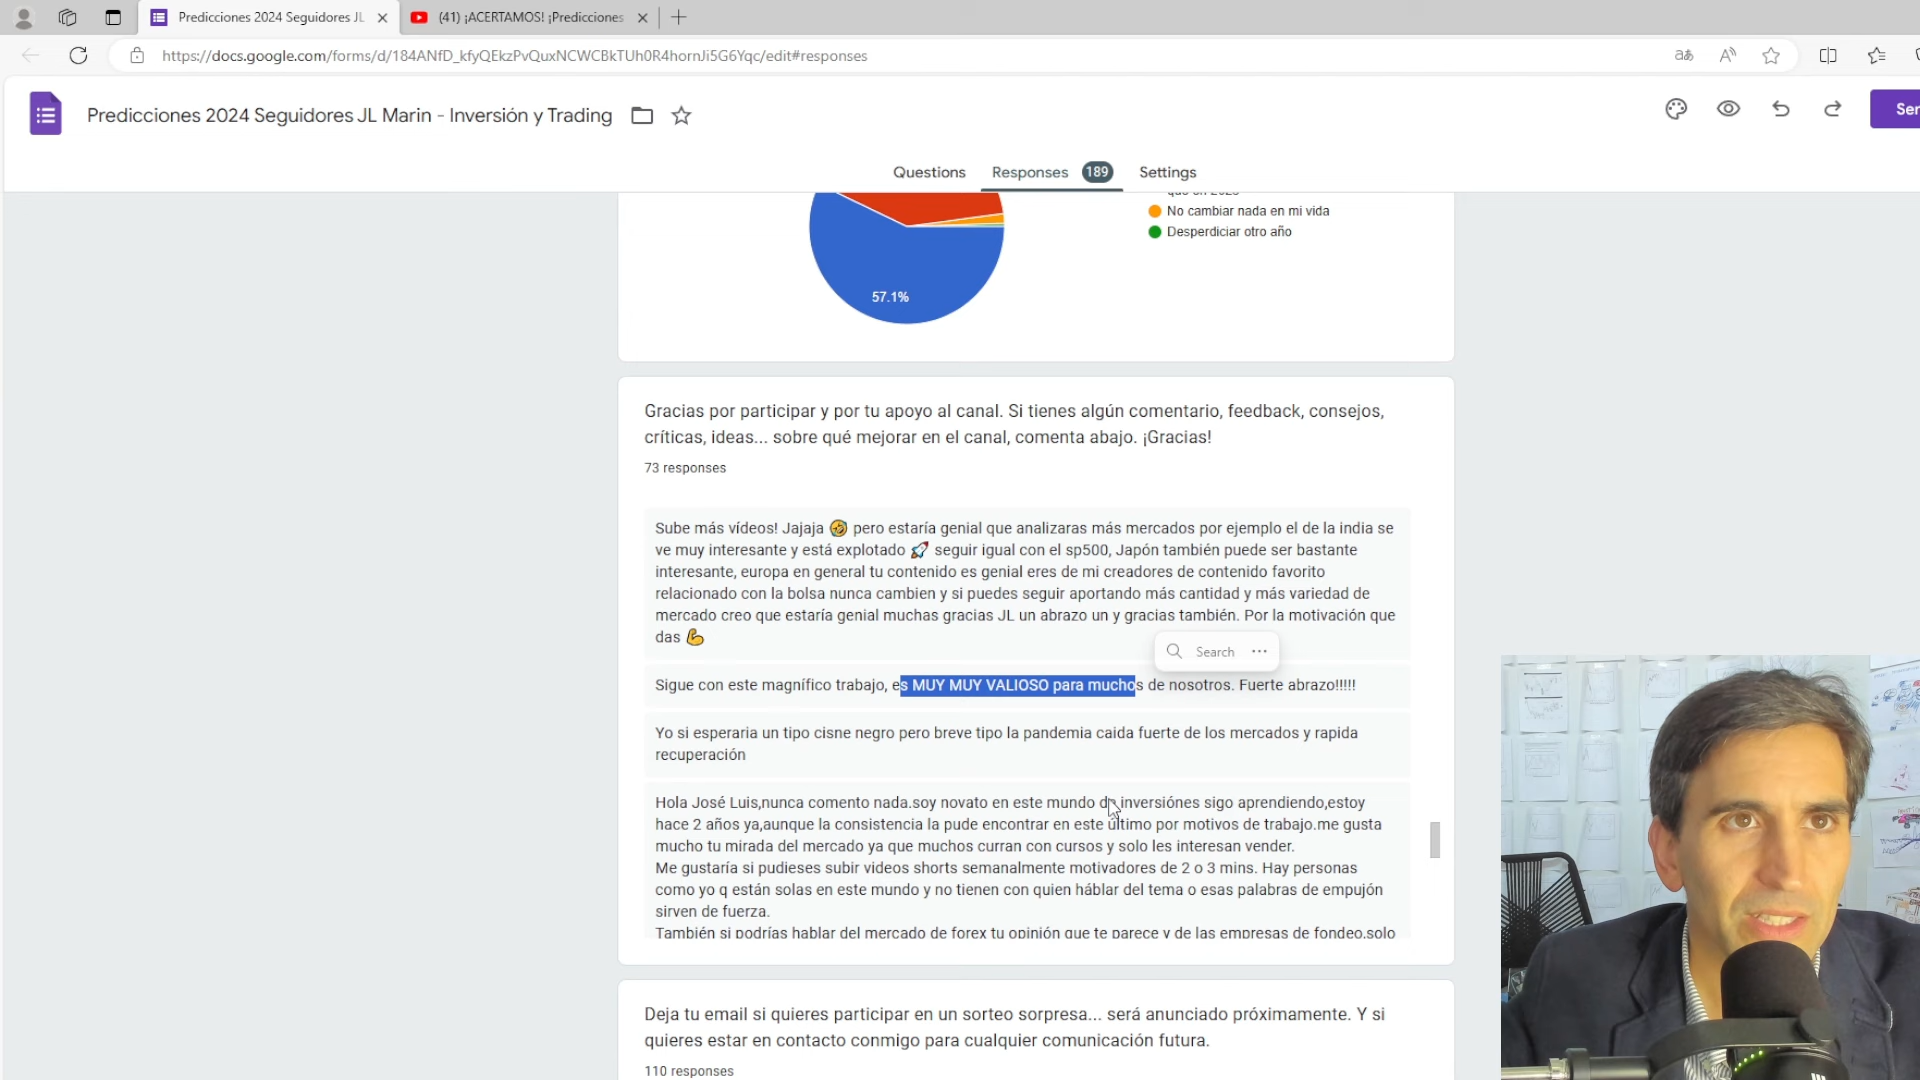 Predicciones 2024 Seguidores JL
(41) ¡ACERTAMOS! ¡Predicciones
https://docs.google.com/forms/d/184ANfD_kfyQEkzPvQuxNCWCBkTUh0R4hornJi5G6Yqc/edit#responses
Predicciones 2024 Seguidores JL Marin - Inversión y Trading
Ser
Questions
Responses 189
Settings
que en 2023
No cambiar nada en mi vida
Desperdiciar otro año
57.1%
Gracias por participar y por tu apoyo al canal. Si tienes algún comentario, feedback, consejos,
críticas, ideas... sobre qué mejorar en el canal, comenta abajo. ¡Gracias!
73 responses
Sube más vídeos! Jajaja 🤣 pero estaría genial que analizaras más mercados por ejemplo el de la india se
ve muy interesante y está explotado 🚀 seguir igual con el sp500, Japón también puede ser bastante
interesante, europa en general tu contenido es genial eres de mi creadores de contenido favorito
relacionado con la bolsa nunca cambien y si puedes seguir aportando más cantidad y más variedad de
mercado creo que estaría genial muchas gracias JL un abrazo un y gracias también. Por la motivación que
das 💪
Search
Sigue con este magnífico trabajo, es MUY MUY VALIOSO para muchos de nosotros. Fuerte abrazo!!!!!
Yo si esperaria un tipo cisne negro pero breve tipo la pandemia caida fuerte de los mercados y rapida
recuperación
Hola José Luis,nunca comento nada.soy novato en este mundo de inversiónes sigo aprendiendo,estoy
hace 2 años ya,aunque la consistencia la pude encontrar en este último por motivos de trabajo.me gusta
mucho tu mirada del mercado ya que muchos curran con cursos y solo les interesan vender.
Me gustaría si pudieses subir videos shorts semanalmente motivadores de 2 o 3 mins. Hay personas
como yo q están solas en este mundo y no tienen con quien háblar del tema o esas palabras de empujón
sirven de fuerza.
También si podrías hablar del mercado de forex tu opinión que te parece y de las empresas de fondeo.solo
Deja tu email si quieres participar en un sorteo sorpresa... será anunciado próximamente. Y si
quieres estar en contacto conmigo para cualquier comunicación futura.
110 responses